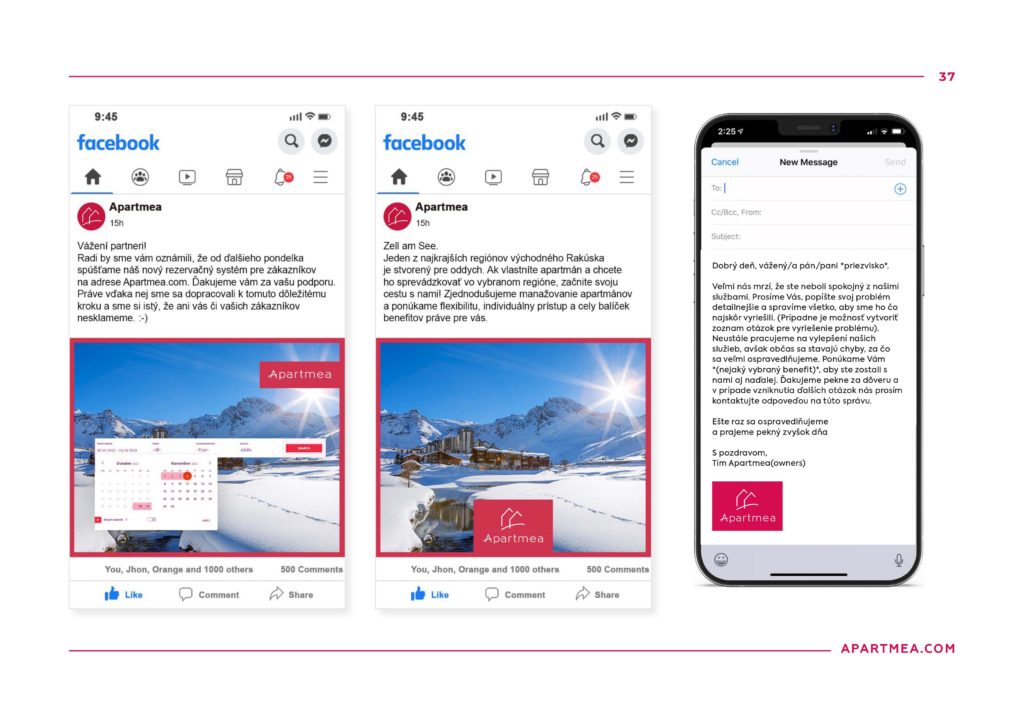 37
9:45
facebook
25
Apartmea
15h
Vážení partneri!
Radi by sme vám oznámili, že od ďalšieho pondelka
spúšťame náš nový rezervačný systém pre zákazníkov
na adrese Apartmea.com. Ďakujeme vám za vašu podporu.
Práve vďaka nej sme sa dopracovali k tomuto dôležitému
kroku a sme si istý, že ani vás či vašich zákazníkov
nesklameme. :-)
Apartmea
SEARCH
October
November
You, Jhon, Orange and 1000 others
500 Comments
Like
Comment
Share
9:45
facebook
25
Apartmea
15h
Zell am See.
Jeden z najkrajších regiónov východného Rakúska
je stvorený pre oddych. Ak vlastníte apartmán a chcete
ho sprevádzkovať vo vybranom regióne, začnite svoju
cestu s nami! Zjednodušujeme manažovanie apartmánov
a ponúkame flexibilitu, individuálny prístup a cely balíček
benefitov práve pre vás.
Apartmea
You, Jhon, Orange and 1000 others
500 Comments
Like
Comment
Share
2:25
Cancel
New Message
Send
To:
Cc/Bcc, From:
Subject:
Dobrý deň, vážený/a pán/pani *priezvisko*.
Veľmi nás mrzí, že ste neboli spokojný z našimi
službami. Prosíme Vás, popíšte svoj problém
detailnejšie a spravíme všetko, aby sme ho čo
najskôr vyriešili. (Prípadne je možnosť vytvoriť
zoznam otázok pre vyriešenie problému).
Neustále pracujeme na vylepšení našich
služieb, avšak občas sa stavajú chyby, za čo
sa veľmi ospravedlňujeme. Ponúkame Vám
*(nejaký vybraný benefit)*, aby ste zostali s
nami aj naďalej. Ďakujeme pekne za dôveru a
v prípade vzniknutia ďalších otázok nás prosím
kontaktujte odpoveďou na túto správu.
Ešte raz sa ospravedlňujeme
a prajeme pekný zvyšok dňa
S pozdravom,
Tim Apartmea(owners)
Apartmea
APARTMEA.COM